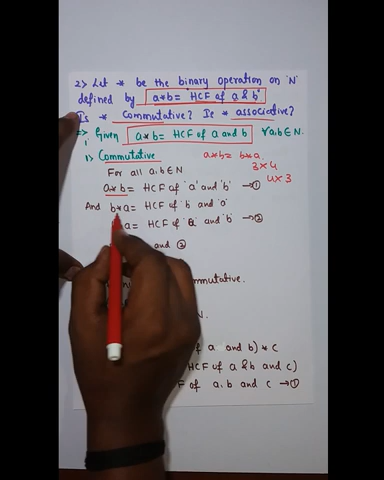 2) Let * be the binary operation on 'N'
defined by a*b = HCF of a & b
Is * commutative? Is * associative?
=> Given a*b = HCF of a and b ∀a,b∈N.
1) Commutative a*b = b*a
3×4
For all a,b∈N 4×3
a*b = HCF of 'a' and 'b' →①
And b*a = HCF of 'b' and 'a'
a = HCF of 'a' and 'b' →②
and ②
mmutative.
N.
of a and b) * c
HCF of a & b and c)
F of a,b and c →①